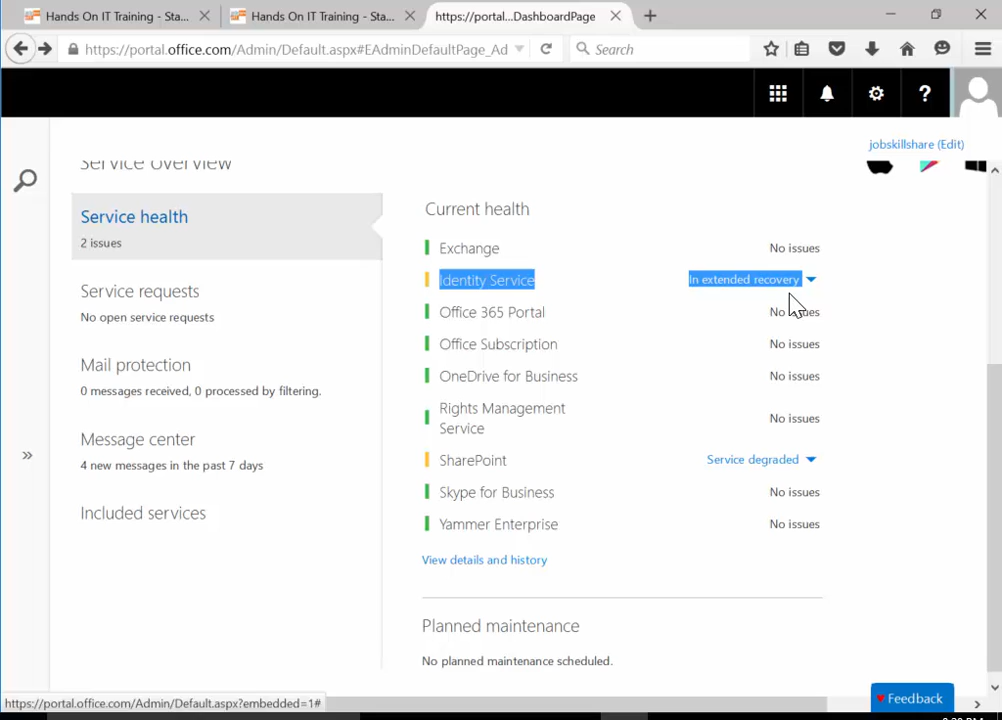 Hands On IT Training - Sta...
Hands On IT Training - Sta...
https://portal...DashboardPage
https://portal.office.com/Admin/Default.aspx#EAdminDefaultPage_Ad
Search
jobskillshare (Edit)
Service overview
Service health
2 issues
Service requests
No open service requests
Mail protection
0 messages received, 0 processed by filtering.
Message center
4 new messages in the past 7 days
Included services
Current health
Exchange No issues
Identity Service In extended recovery
Office 365 Portal No issues
Office Subscription No issues
OneDrive for Business No issues
Rights Management
Service No issues
SharePoint Service degraded
Skype for Business No issues
Yammer Enterprise No issues
View details and history
Planned maintenance
No planned maintenance scheduled.
https://portal.office.com/Admin/Default.aspx?embedded=1#
Feedback